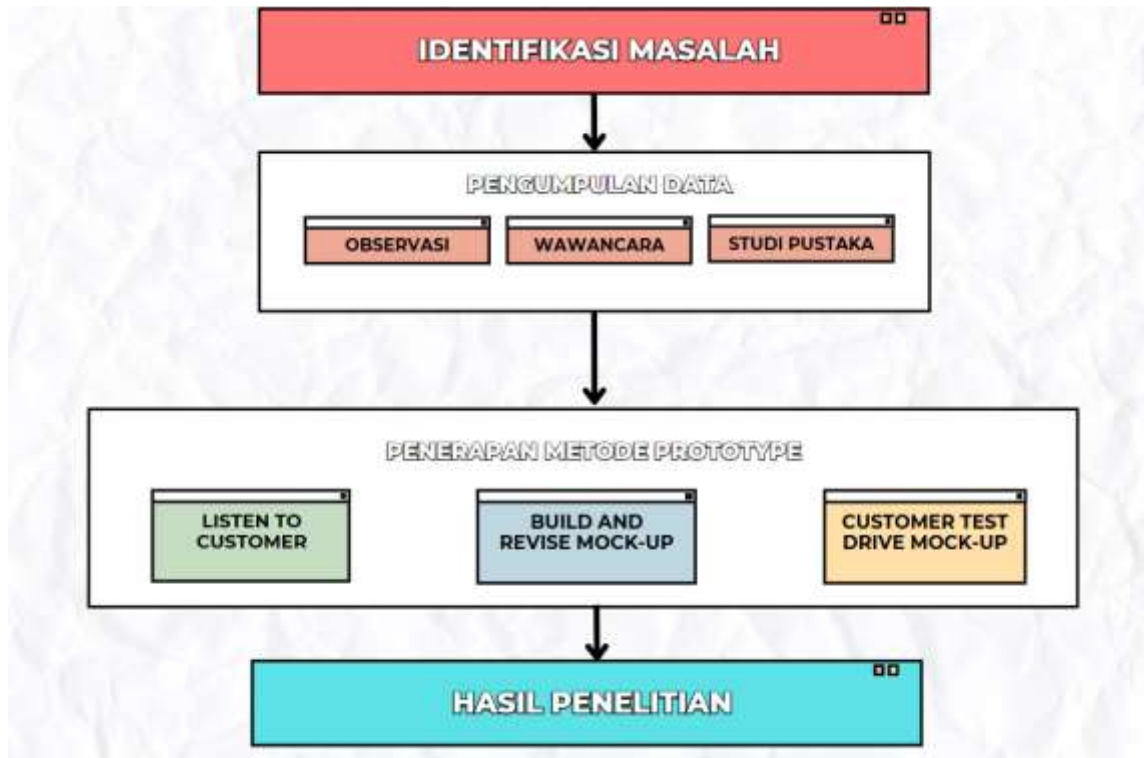 IDENTIFIKASI MASALAH
PENGUMPULAN DATA
OBSERVASI
WAWANCARA
STUDI PUSTAKA
PENERAPAN METODE PROTOTYPE
LISTEN TO
CUSTOMER
BUILD AND
REVISE MOCK-UP
CUSTOMER TEST
DRIVE MOCK-UP
HASIL PENELITIAN